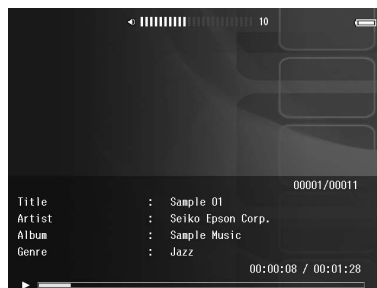 10
00001/00011
Title : Sample 01
Artist : Seiko Epson Corp.
Album : Sample Music
Genre : Jazz
00:00:08 / 00:01:28